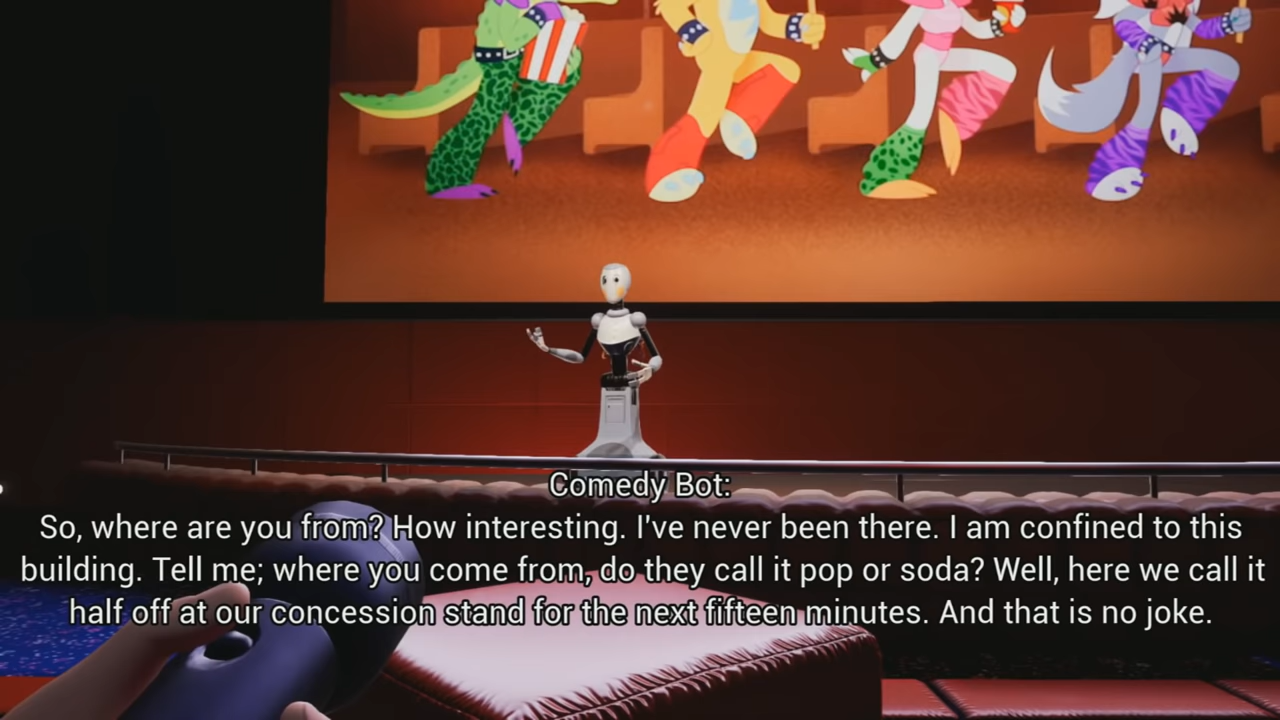 Comedy Bot:
So, where are you from? How interesting. I've never been there. I am confined to this
building. Tell me; where you come from, do they call it pop or soda? Well, here we call it
half off at our concession stand for the next fifteen minutes. And that is no joke.